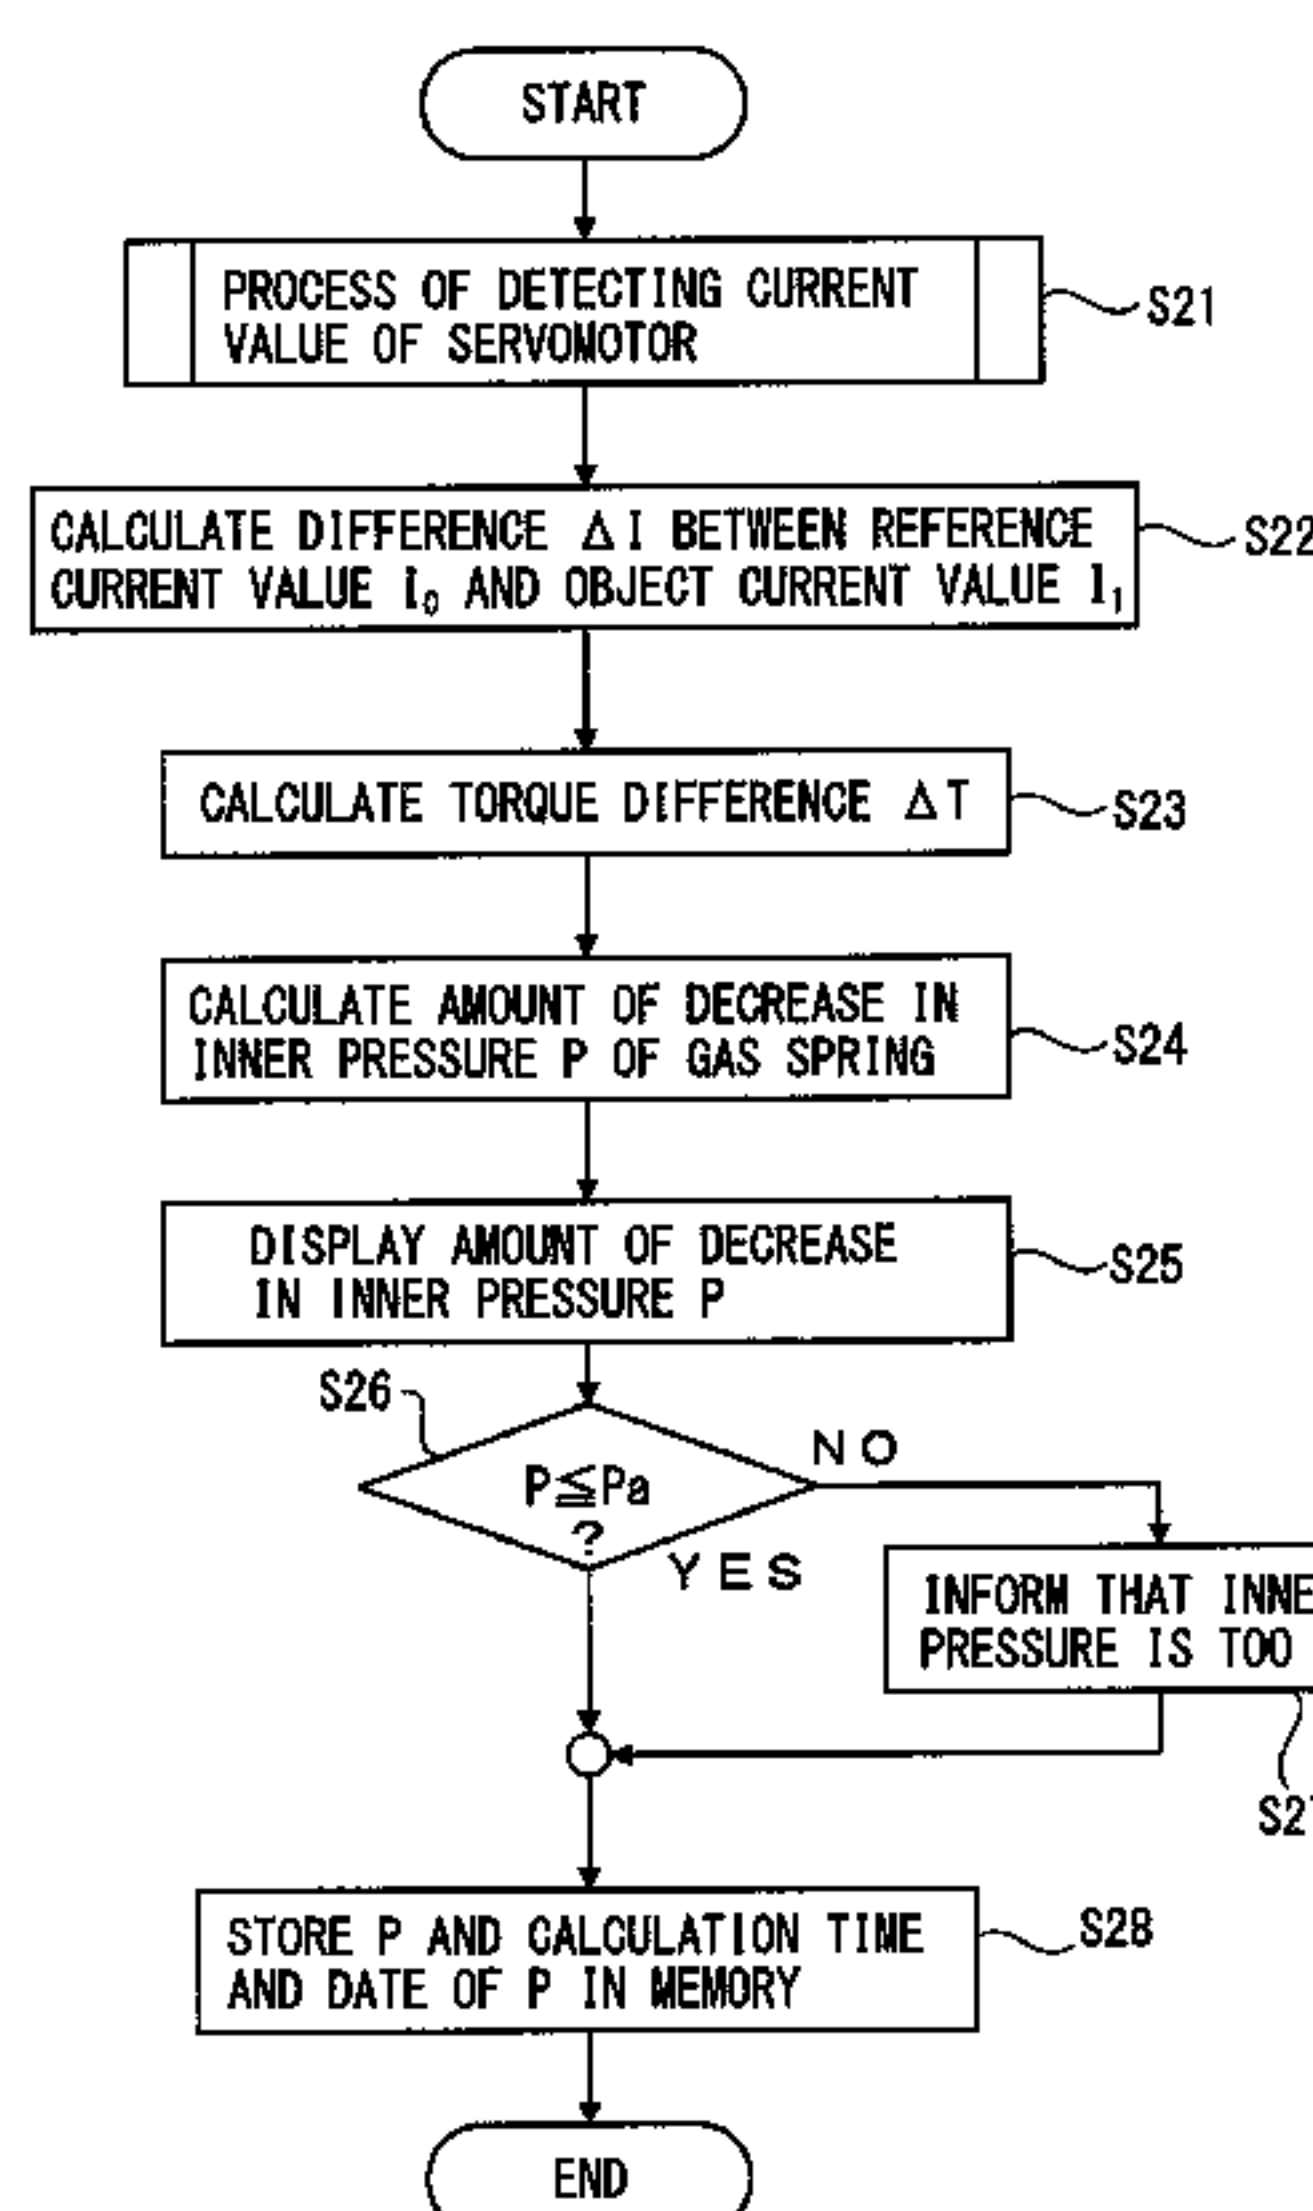 START
PROCESS OF DETECTING CURRENT
VALUE OF SERVOMOTOR
S21
CALCULATE DIFFERENCE ΔI BETWEEN REFERENCE
CURRENT VALUE I₀ AND OBJECT CURRENT VALUE I₁
S22
CALCULATE TORQUE DIFFERENCE ΔT
S23
CALCULATE AMOUNT OF DECREASE IN
INNER PRESSURE P OF GAS SPRING
S24
DISPLAY AMOUNT OF DECREASE
IN INNER PRESSURE P
S25
S26
P≦Pa
?
NO
YES
INFORM THAT
PRESSURE IS TOO
STORE P AND CALCULATION TIME
AND DATE OF P IN MEMORY
S28
END